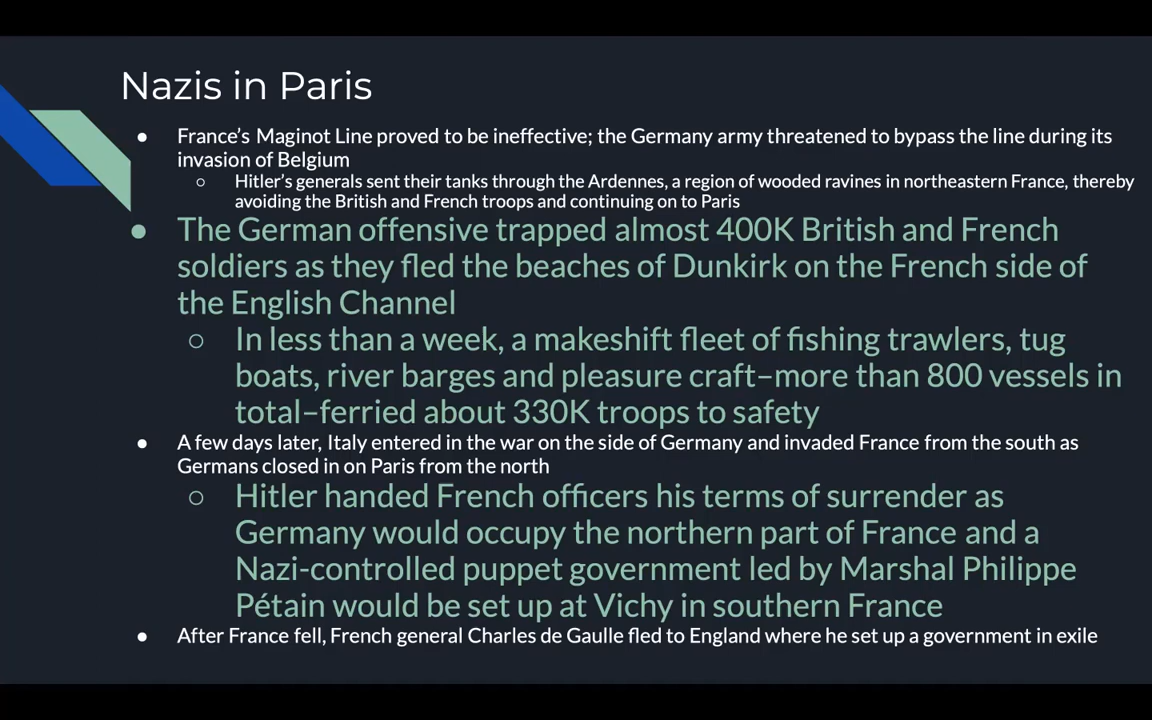 Nazis in Paris
● France's Maginot Line proved to be ineffective; the Germany army threatened to bypass the line during its
invasion of Belgium
○ Hitler's generals sent their tanks through the Ardennes, a region of wooded ravines in northeastern France, thereby
avoiding the British and French troops and continuing on to Paris
● The German offensive trapped almost 400K British and French
soldiers as they fled the beaches of Dunkirk on the French side of
the English Channel
○ In less than a week, a makeshift fleet of fishing trawlers, tug
boats, river barges and pleasure craft–more than 800 vessels in
total–ferried about 330K troops to safety
● A few days later, Italy entered in the war on the side of Germany and invaded France from the south as
Germans closed in on Paris from the north
○ Hitler handed French officers his terms of surrender as
Germany would occupy the northern part of France and a
Nazi-controlled puppet government led by Marshal Philippe
Pétain would be set up at Vichy in southern France
● After France fell, French general Charles de Gaulle fled to England where he set up a government in exile